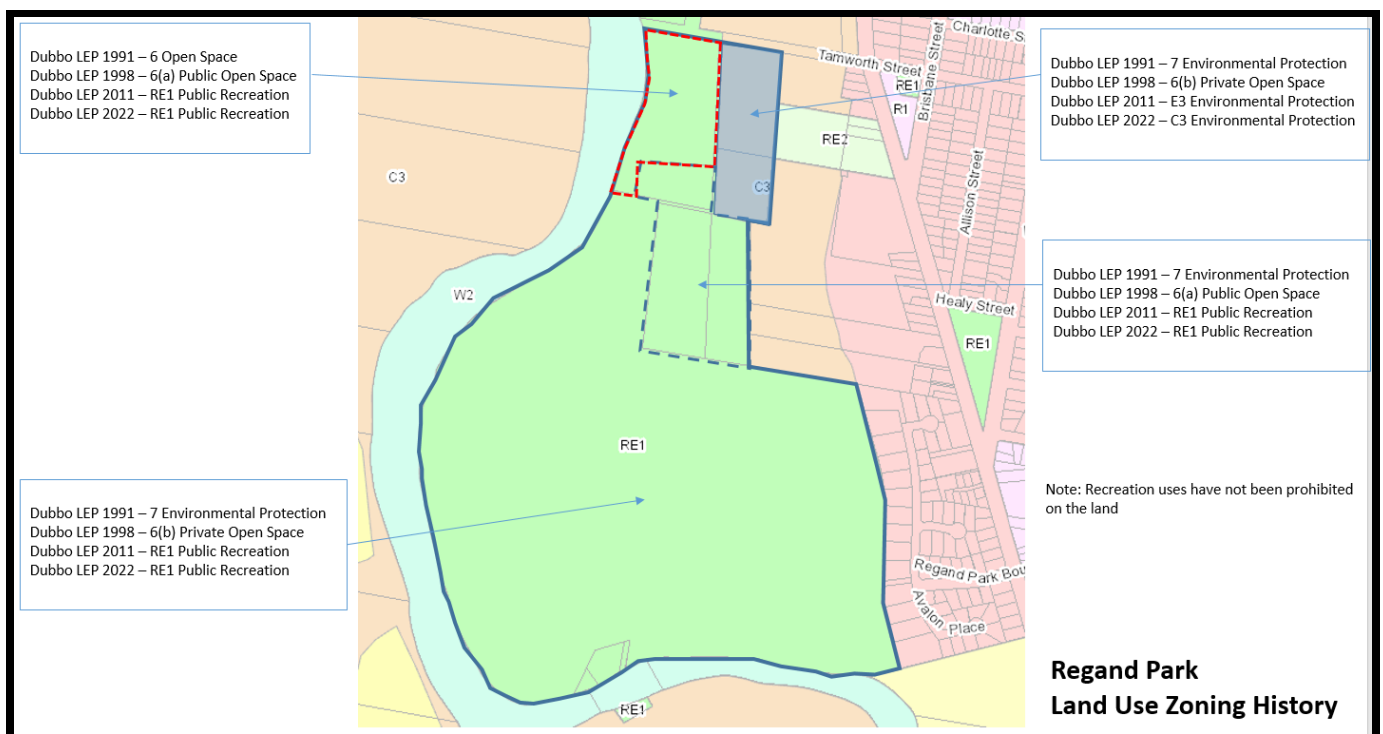 Dubbo LEP 1991 – 6 Open Space
Dubbo LEP 1998 – 6(a) Public Open Space
Dubbo LEP 2011 – RE1 Public Recreation
Dubbo LEP 2022 – RE1 Public Recreation
Dubbo LEP 1991 – 7 Environmental Protection
Dubbo LEP 1998 – 6(b) Private Open Space
Dubbo LEP 2011 – E3 Environmental Protection
Dubbo LEP 2022 – C3 Environmental Protection
Dubbo LEP 1991 – 7 Environmental Protection
Dubbo LEP 1998 – 6(a) Public Open Space
Dubbo LEP 2011 – RE1 Public Recreation
Dubbo LEP 2022 – RE1 Public Recreation
Dubbo LEP 1991 – 7 Environmental Protection
Dubbo LEP 1998 – 6(b) Private Open Space
Dubbo LEP 2011 – RE1 Public Recreation
Dubbo LEP 2022 – RE1 Public Recreation
Charlotte S
Tamworth Street
Brisbane Street
RE1
R1
RE2
C3
C3
Allison Street
W2
Healy Street
RE1
RE1
Regand Park Bou
Avalon Place
RE1
Note: Recreation uses have not been prohibited
on the land
Regand Park
Land Use Zoning History